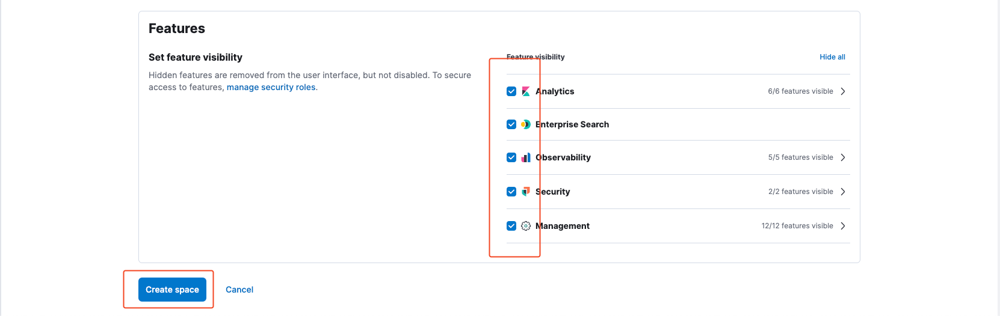 Features
Set feature visibility
Hidden features are removed from the user interface, but not disabled. To secure
access to features, manage security roles.
Feature visibility
Hide all
Analytics
6/6 features visible
Enterprise Search
Observability
5/5 features visible
Security
2/2 features visible
Management
12/12 features visible
Create space
Cancel